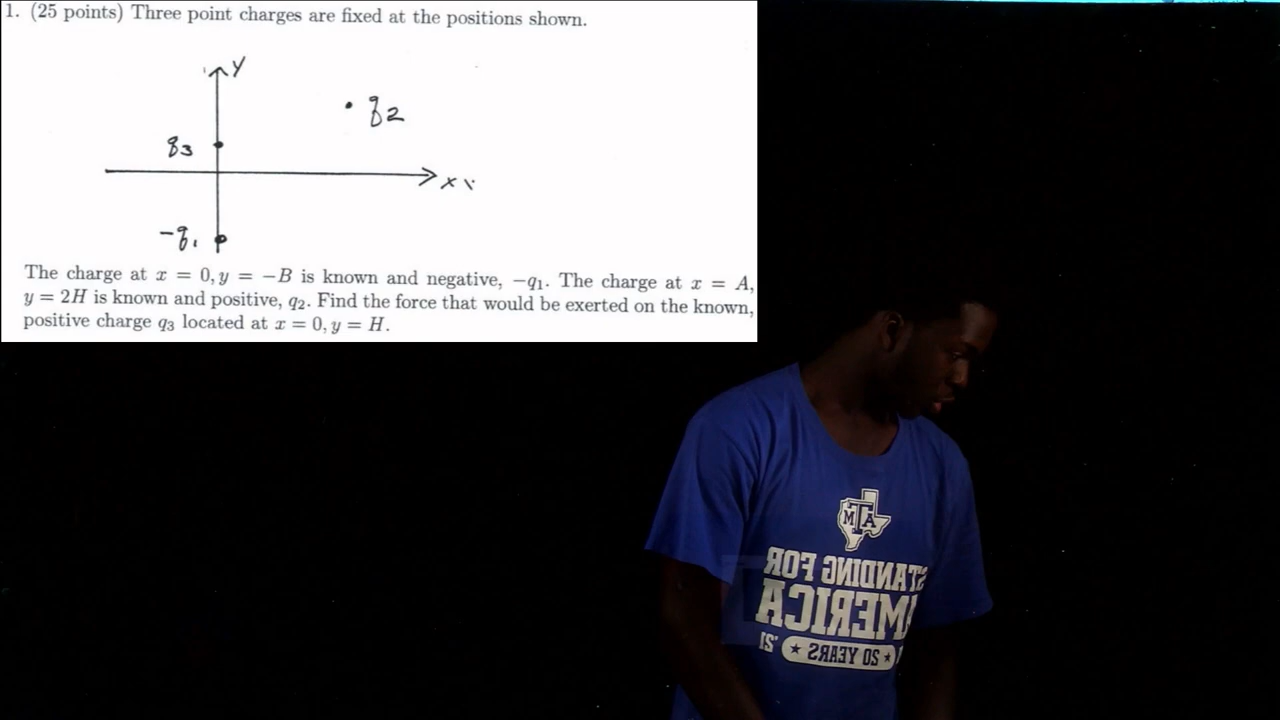 1. (25 points) Three point charges are fixed at the positions shown.
Y
q2
q3
x
-q1
The charge at x = 0, y = −B is known and negative, −q₁. The charge at x = A,
y = 2H is known and positive, q₂. Find the force that would be exerted on the known,
positive charge q₃ located at x = 0, y = H.
MTA
STANDING FOR
AMERICA
20 YEARS